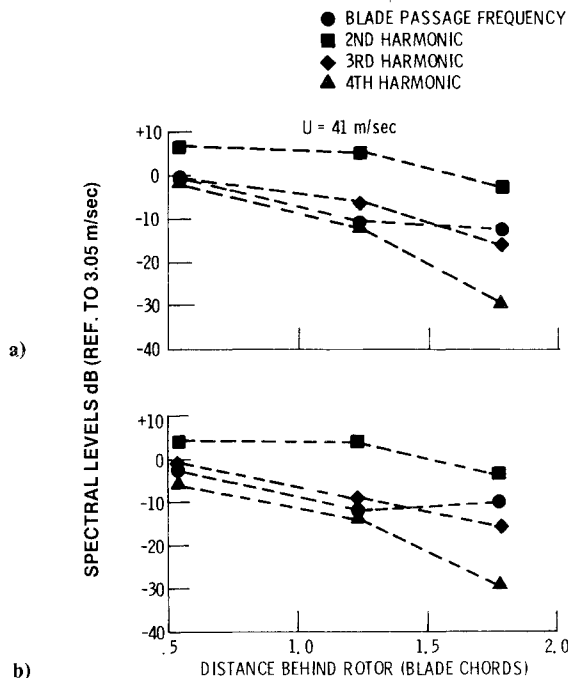 BLADE PASSAGE FREQUENCY
2ND HARMONIC
3RD HARMONIC
4TH HARMONIC
U = 41 m/sec
+10
0
-10
-20
-30
-40
a)
SPECTRAL LEVELS dB (REF. TO 3.05 m/sec)
+10
0
-10
-20
-30
-40
.5 1.0 1.5 2.0
b) DISTANCE BEHIND ROTOR (BLADE CHORDS)